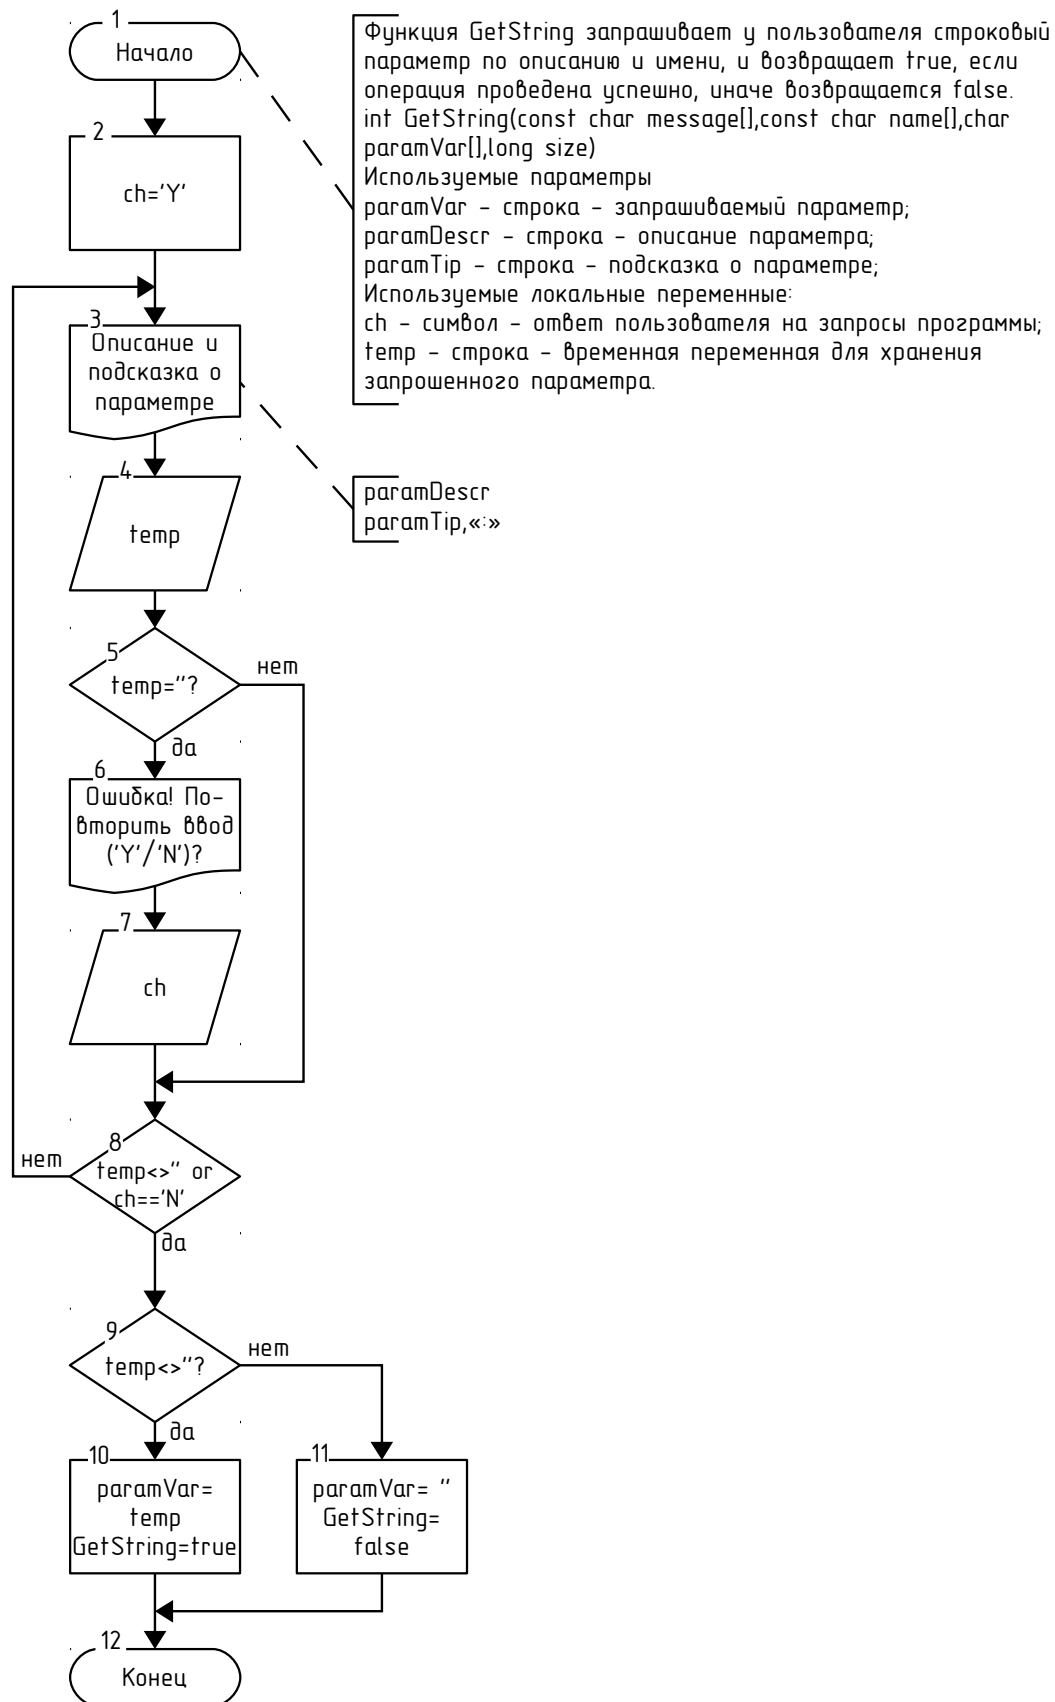 1
Начало
Функция GetString запрашивает у пользователя строковый
параметр по описанию и имени, и возвращает true, если
операция проведена успешно, иначе возвращается false.
int GetString(const char message[],const char name[],char
paramVar[],long size)
Используемые параметры
paramVar – строка – запрашиваемый параметр;
paramDescr – строка – описание параметра;
paramTip – строка – подсказка о параметре;
Используемые локальные переменные:
ch – символ – ответ пользователя на запросы программы;
temp – строка – временная переменная для хранения
запрошенного параметра.
2
ch='Y'
3
Описание и
подсказка о
параметре
paramDescr
paramTip,«:»
4
temp
5
temp=''?
нет
да
6
Ошибка! По-
вторить ввод
('Y'/'N')?
7
ch
8
temp<>'' or
ch=='N'
нет
да
9
temp<>''?
нет
да
10
paramVar=
temp
GetString=true
11
paramVar= ''
GetString=
false
12
Конец